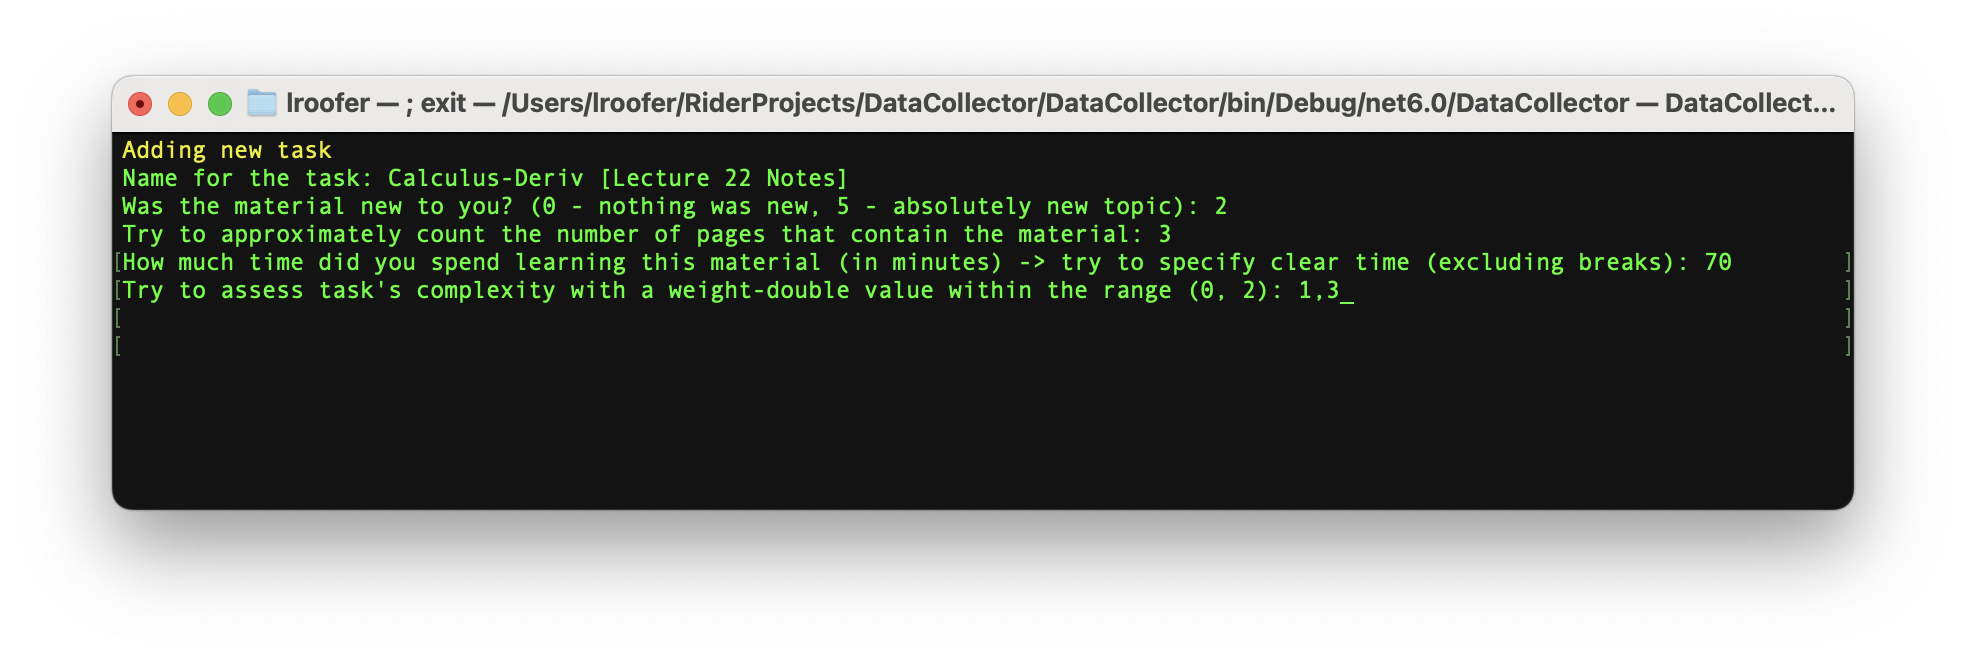 lroofer — ; exit — /Users/lroofer/RiderProjects/DataCollector/DataCollector/bin/Debug/net6.0/DataCollector — DataCollect...
Adding new task
Name for the task: Calculus-Deriv [Lecture 22 Notes]
Was the material new to you? (0 - nothing was new, 5 - absolutely new topic): 2
Try to approximately count the number of pages that contain the material: 3
[How much time did you spend learning this material (in minutes) -> try to specify clear time (excluding breaks): 70 ]
[Try to assess task's complexity with a weight-double value within the range (0, 2): 1,3_ ]
[ ]
[ ]